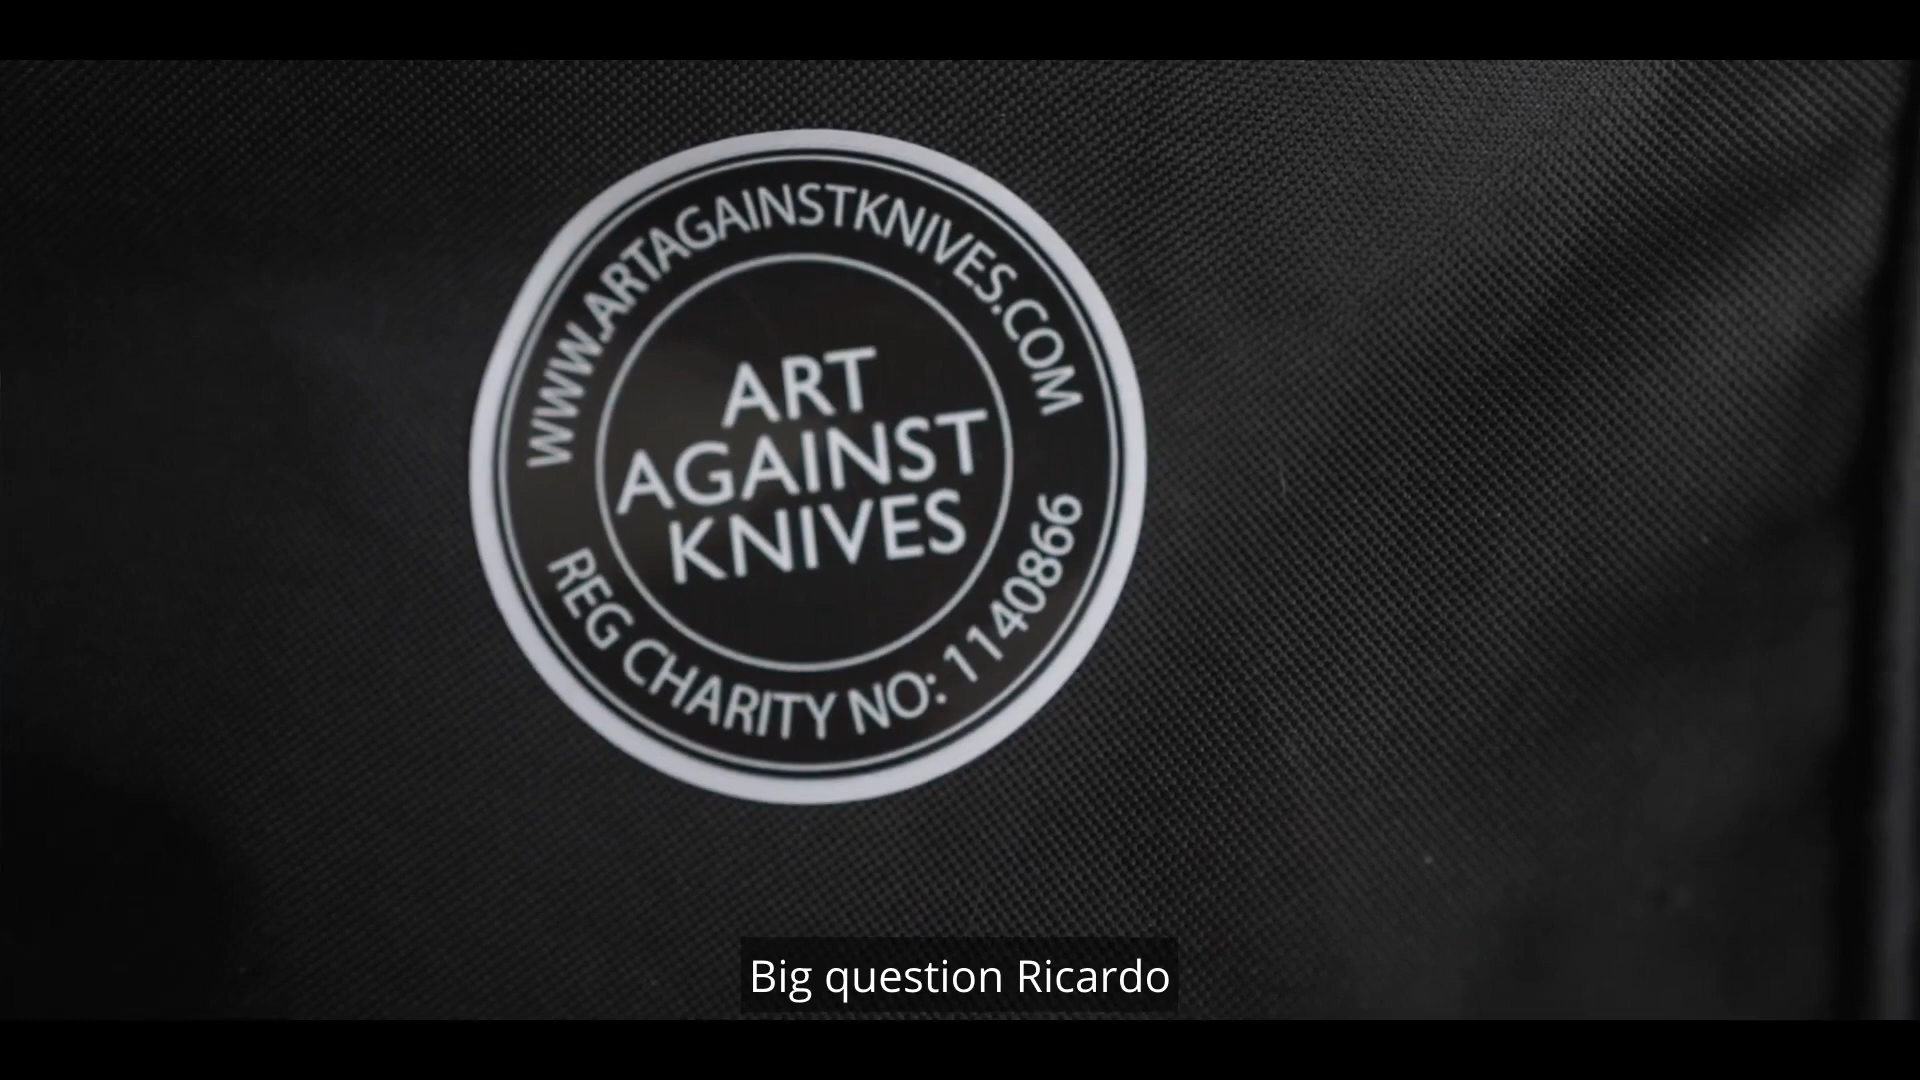 WWW.ARTAGAINSTKNIVES.COM
ART
AGAINST
KNIVES
REG CHARITY NO: 1140866
Big question Ricardo